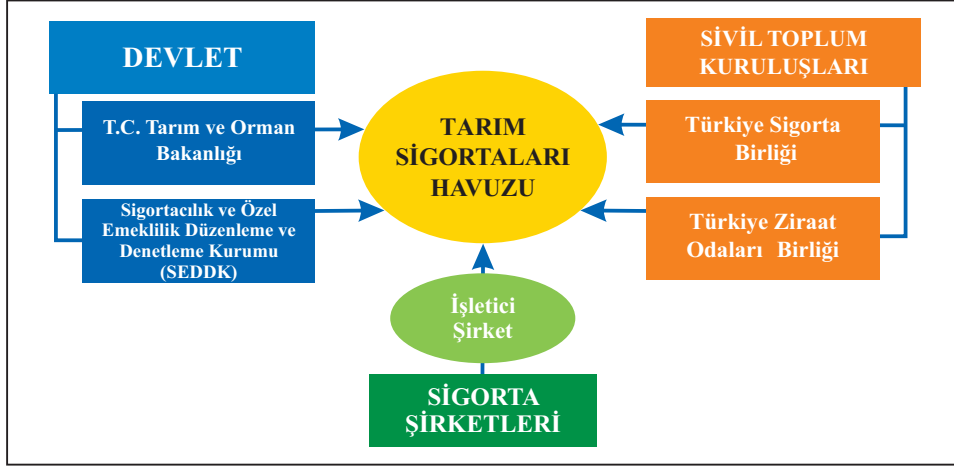 DEVLET
T.C. Tarım ve Orman
Bakanlığı
Sigortacılık ve Özel
Emeklilik Düzenleme ve
Denetleme Kurumu
(SEDDK)
TARIM
SİGORTALARI
HAVUZU
İşletici
Şirket
SİGORTA
ŞİRKETLERİ
SİVİL TOPLUM
KURULUŞLARI
Türkiye Sigorta
Birliği
Türkiye Ziraat
Odaları Birliği